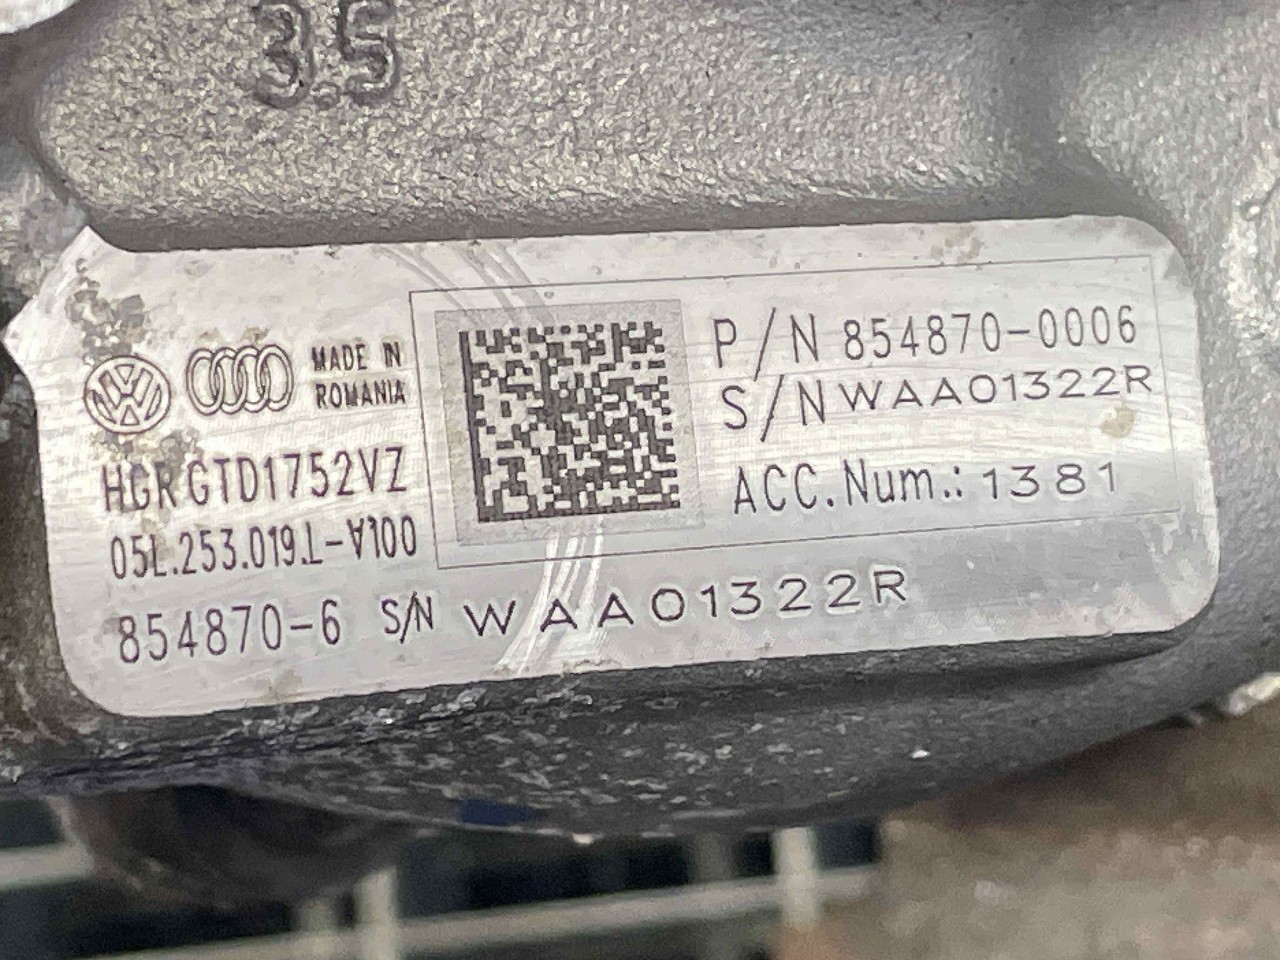 3.5
MADE IN
ROMANIA
HGR GTD1752VZ
05L.253.019.L-V100
854870-6 S/N WAA01322R
P/N 854870-0006
S/N WAA01322R
ACC.Num.: 1381